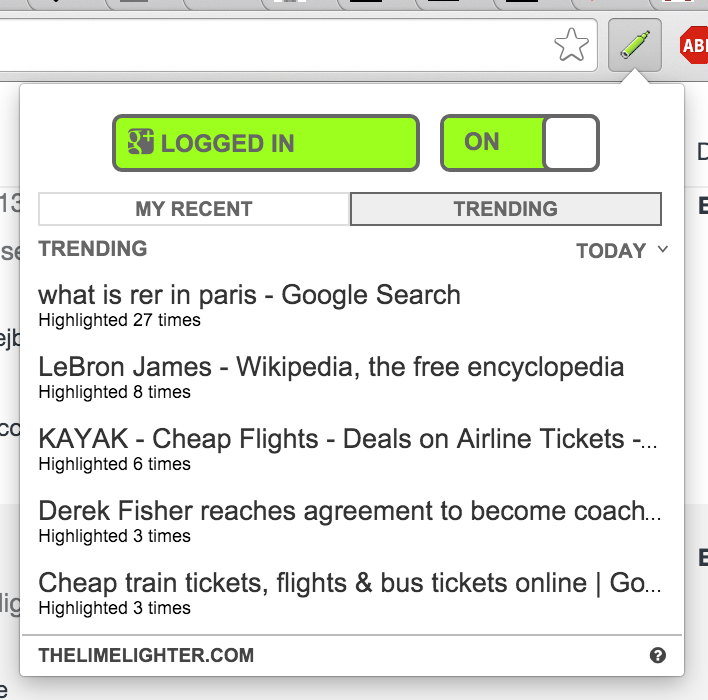 ABP
LOGGED IN
ON
MY RECENT
TRENDING
TRENDING
TODAY
what is rer in paris - Google Search
Highlighted 27 times
LeBron James - Wikipedia, the free encyclopedia
Highlighted 8 times
KAYAK - Cheap Flights - Deals on Airline Tickets -...
Highlighted 6 times
Derek Fisher reaches agreement to become coach...
Highlighted 3 times
Cheap train tickets, flights & bus tickets online | Go...
Highlighted 3 times
THELIMELIGHTER.COM